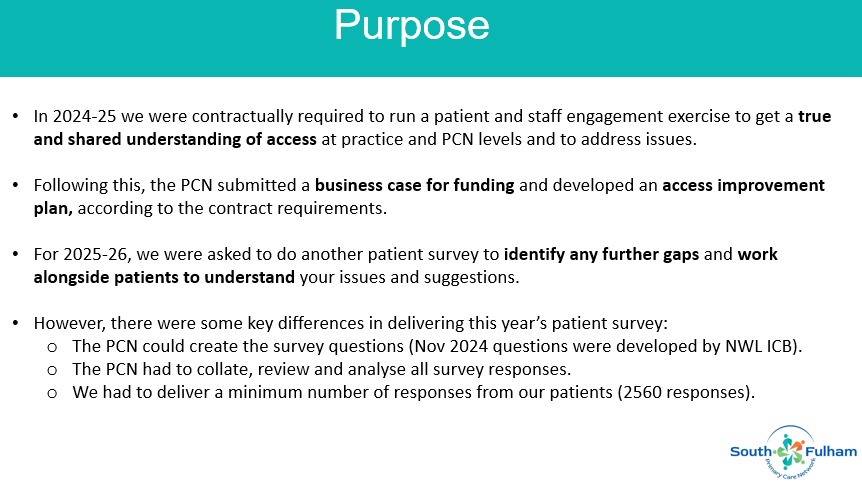 Purpose
• In 2024-25 we were contractually required to run a patient and staff engagement exercise to get a true
and shared understanding of access at practice and PCN levels and to address issues.
• Following this, the PCN submitted a business case for funding and developed an access improvement
plan, according to the contract requirements.
• For 2025-26, we were asked to do another patient survey to identify any further gaps and work
alongside patients to understand your issues and suggestions.
• However, there were some key differences in delivering this year’s patient survey:
o The PCN could create the survey questions (Nov 2024 questions were developed by NWL ICB).
o The PCN had to collate, review and analyse all survey responses.
o We had to deliver a minimum number of responses from our patients (2560 responses).
South Fulham
Primary Care Network